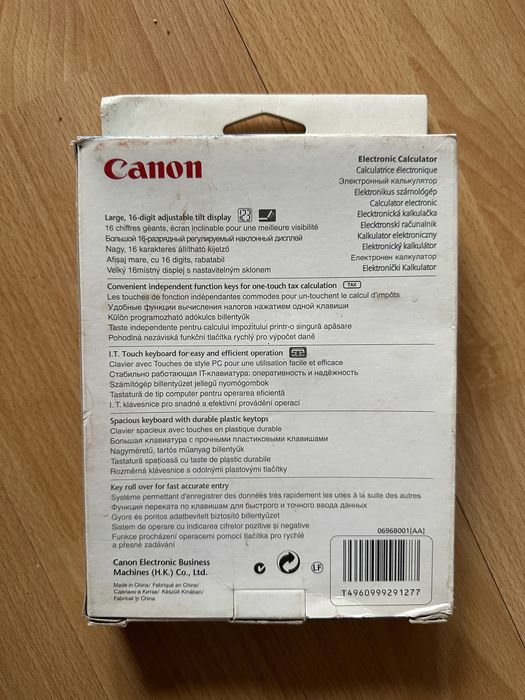 Canon
Electronic Calculator
Calculatrice électronique
Электронный калькулятор
Elektronikus számológép
Calculator electronic
Electronická kalkulačka
Electronski računalnik
Kalkulator elektroniczny
Elektronický kalkulátor
Електронен калкулатор
Elektronički Kalkulator
Large, 16-digit adjustable tilt display
16 chiffres géants, écran inclinable pour une meilleure visibilité
Большой 16-разрядный регулируемый наклонный дисплей
Nagy, 16 karakteres állítható kijelző
Afişaj mare, cu 16 digits, rabatabil
Velký 16místný displej s nastavitelným sklonem
Convenient independent function keys for one-touch tax calculation TAX
Les touches de fonction indépendantes commodes pour un-touchent le calcul d'impôts
Удобные функции вычисления налогов нажатием одной клавиши
Külön programozható adókulcs billentyűk
Taste independente pentru calculul impozitului printr-o singură apăsare
Pohodlná nezávislá funkční tlačítka rychlý pro výpočet daně
I.T. Touch keyboard for easy and efficient operation
Clavier avec Touches de style PC pour une utilisation facile et efficace
Стабильно работающая IT-клавиатура: оперативность и надёжность
Számítógép billentyűzet jellegű nyomógombok
Tastatură de tip computer pentru operarea eficientă
I. T. klávesnice pro snadné a efektivní provádění operací
Spacious keyboard with durable plastic keytops
Clavier spacieux avec touches en plastique durable
Большая клавиатура с прочными пластиковыми клавишами
Nagyméretű, tartós műanyag billentyűk
Tastatură spațioasă cu taste de plastic durabile
Rozměrná klávesnice s odolnými plastovými tlačítky
Key roll over for fast accurate entry
Système permettant d'enregistrer des données très rapidement les unes à la suite des autres
Функция переката по клавишам для быстрого и точного ввода данных
Gyors és pontos adatbevitelt biztosító billentyűzet
Sistem de operare cu indicarea cifrelor pozitive și negative
Funkce procházení operacemi pomocí tlačítka pro rychlé
a přesné zadávání
0696B001[AA]
Canon Electronic Business
Machines (H.K.) Co., Ltd.
LF
Made in China/ Fabriqué en Chine/
Сделано в Китае/ Készült Kínában/
Fabricat in China
T4960999291277